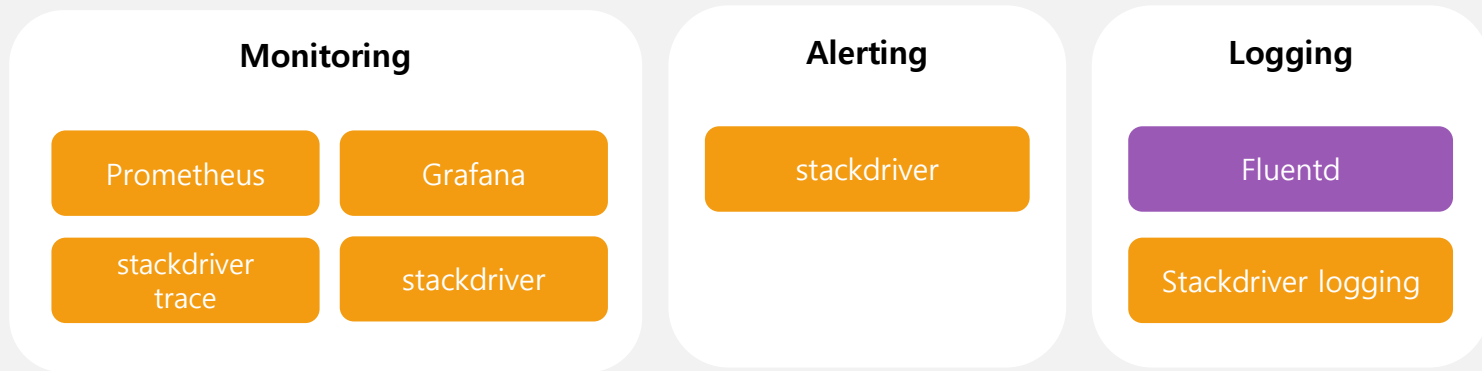 Monitoring
Prometheus
Grafana
stackdriver
trace
stackdriver
Alerting
stackdriver
Logging
Fluentd
Stackdriver logging